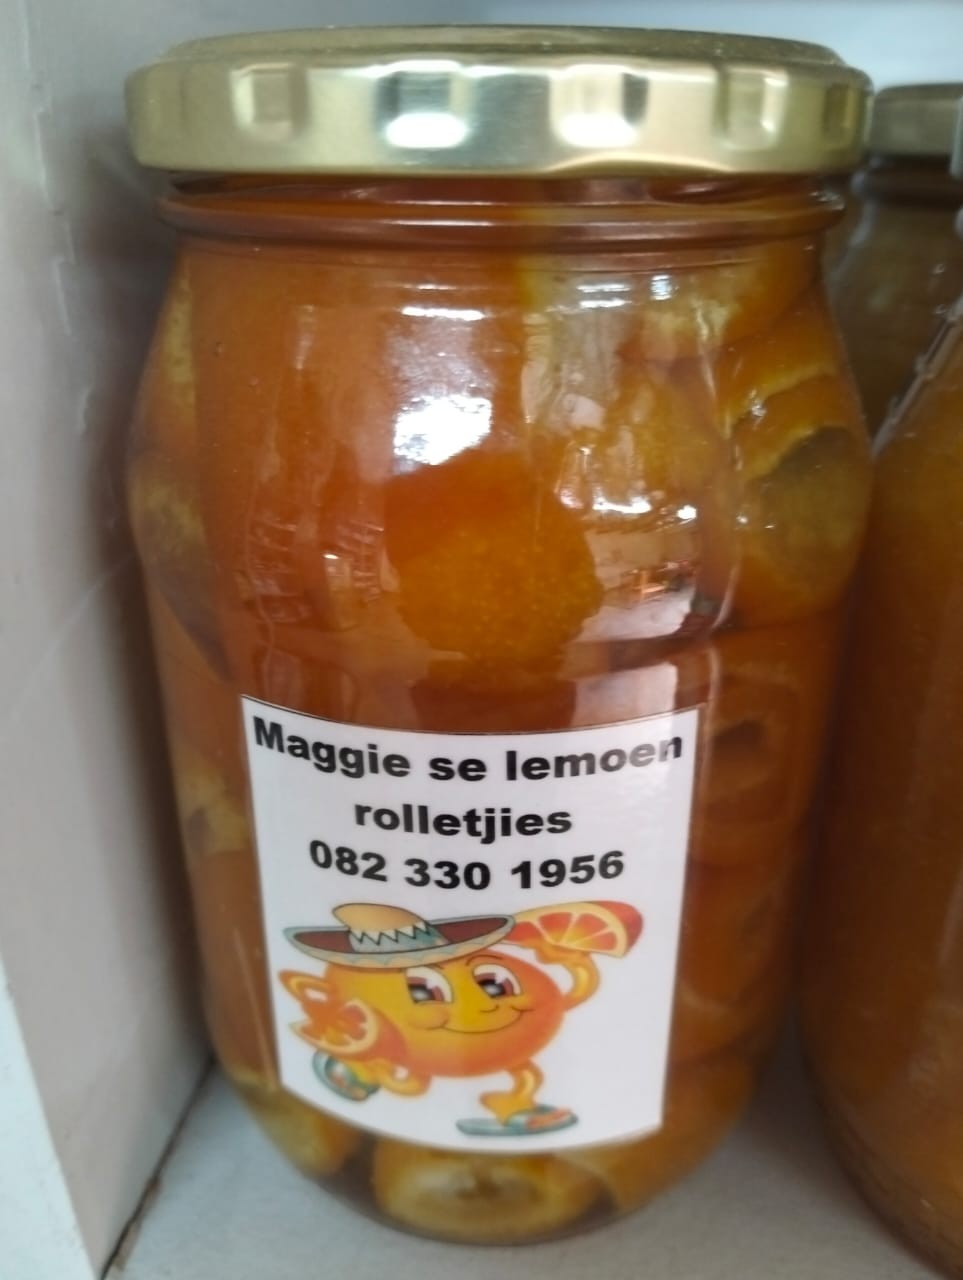 Maggie se lemoen
rolletjies
082 330 1956